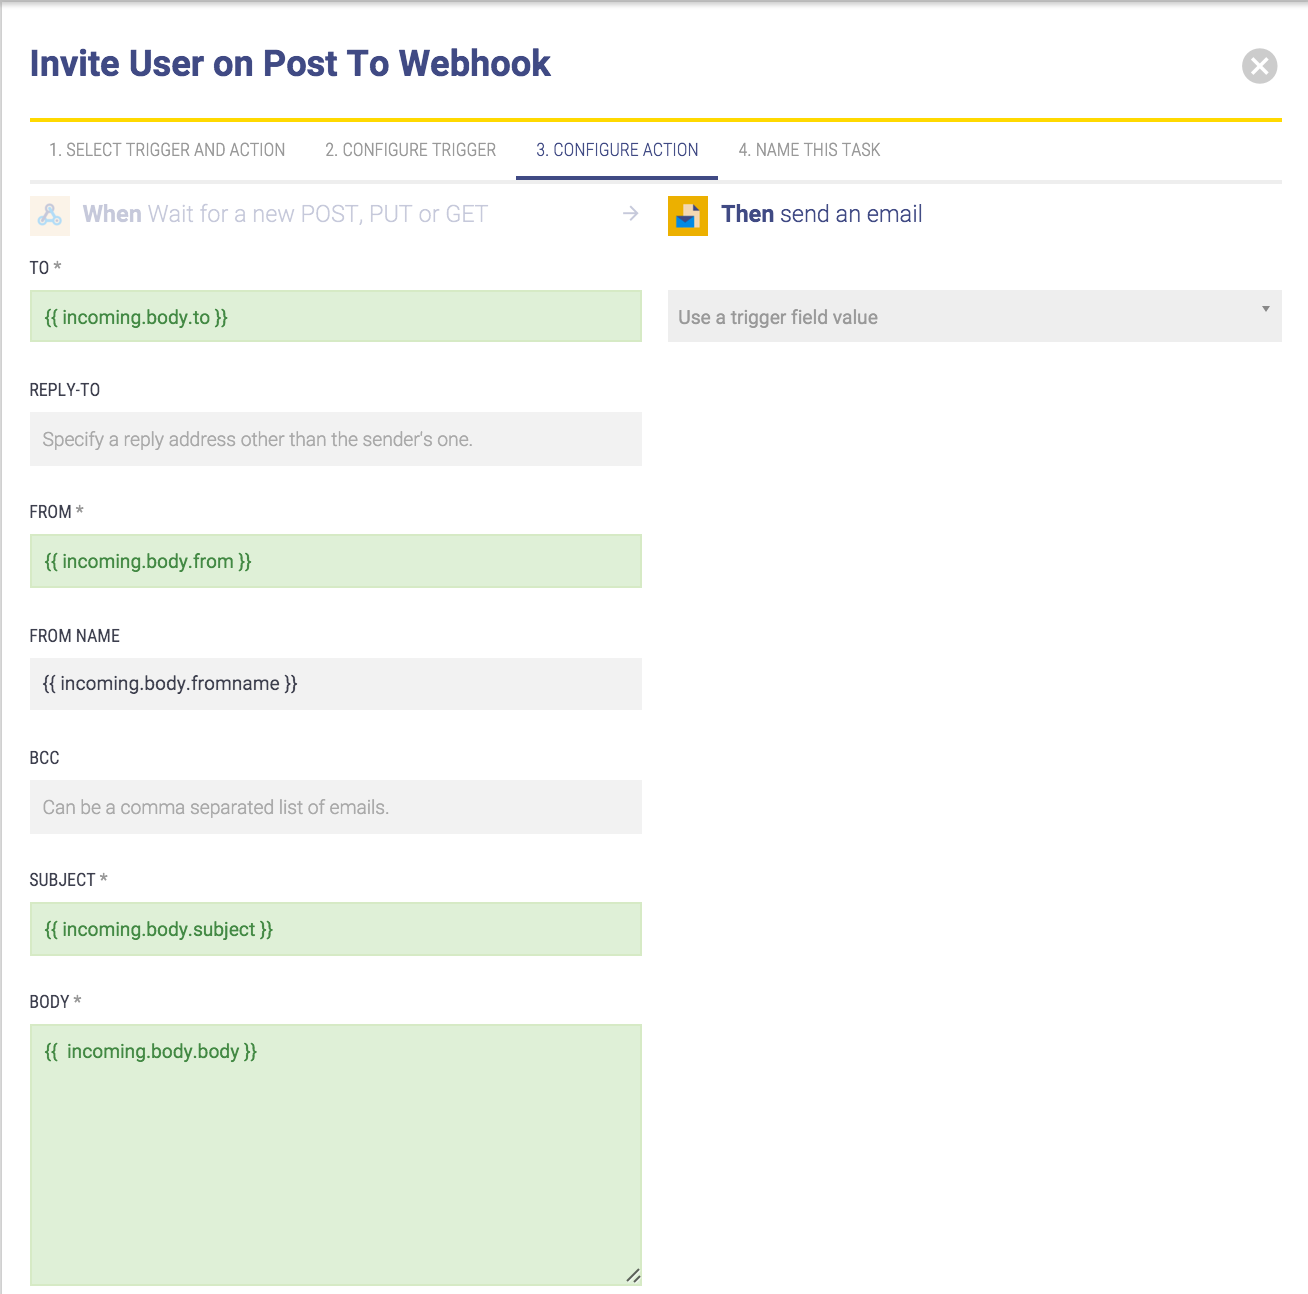 Invite User on Post To Webhook
1. SELECT TRIGGER AND ACTION 2. CONFIGURE TRIGGER 3. CONFIGURE ACTION 4. NAME THIS TASK
When Wait for a new POST, PUT or GET → Then send an email
TO *
{{ incoming.body.to }} Use a trigger field value
REPLY-TO
Specify a reply address other than the sender's one.
FROM *
{{ incoming.body.from }}
FROM NAME
{{ incoming.body.fromname }}
BCC
Can be a comma separated list of emails.
SUBJECT *
{{ incoming.body.subject }}
BODY *
{{  incoming.body.body }}